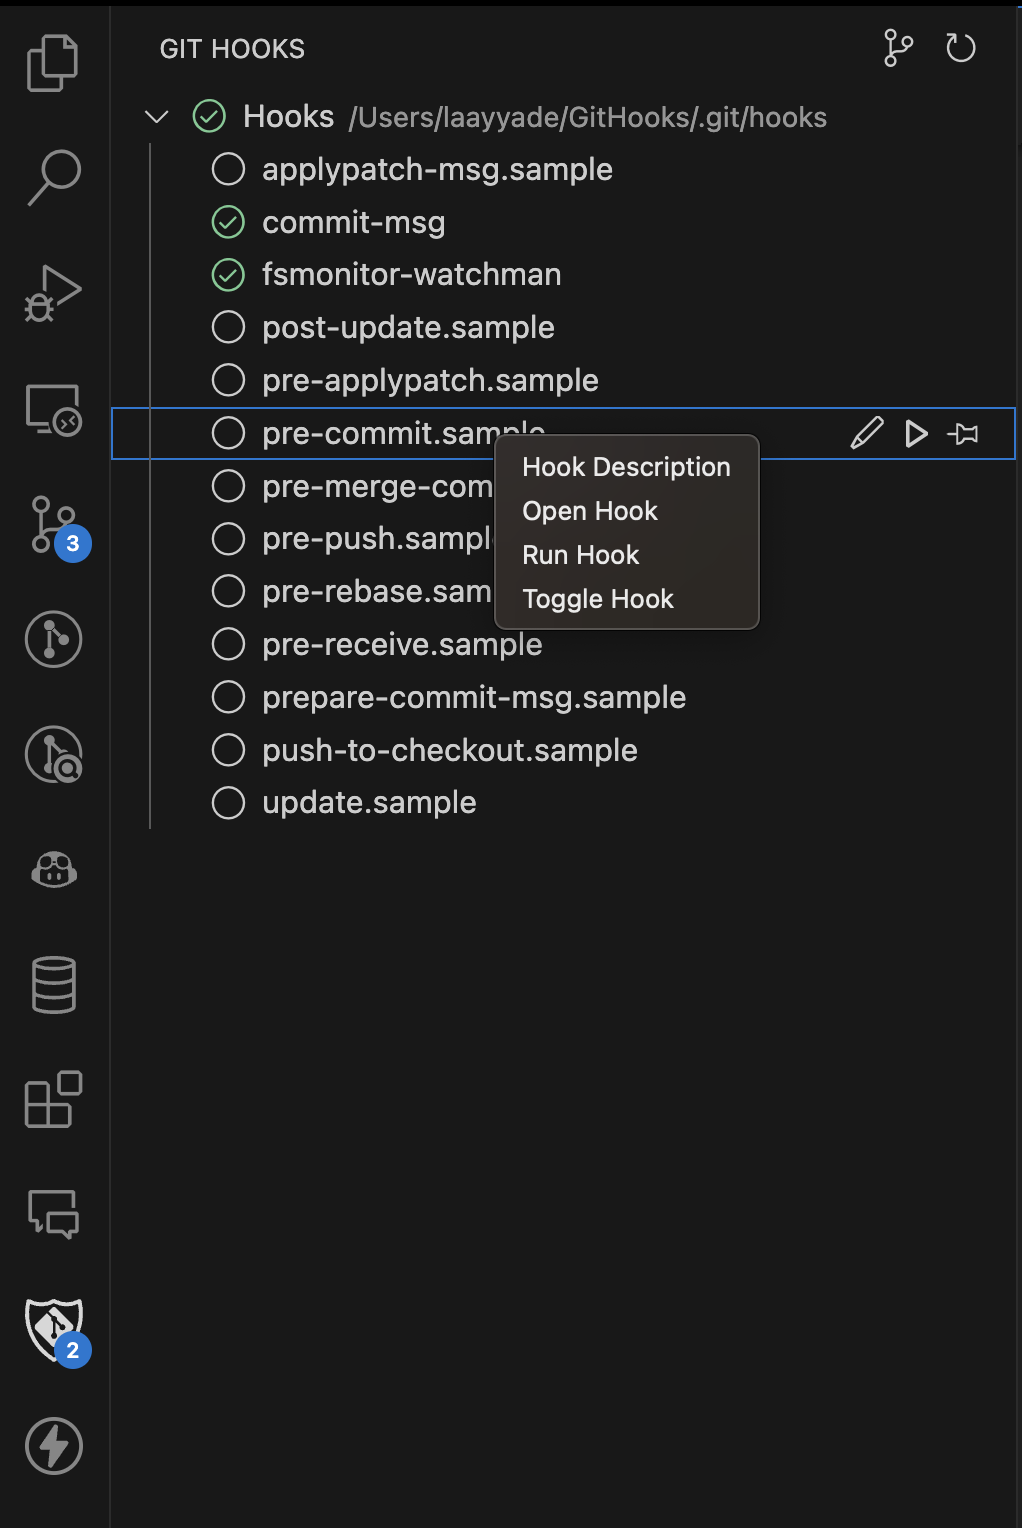 GIT HOOKS
Hooks /Users/laayyade/GitHooks/.git/hooks
applypatch-msg.sample
commit-msg
fsmonitor-watchman
post-update.sample
pre-applypatch.sample
pre-commit.sample
Hook Description
pre-merge-com
Open Hook
pre-push.sampl
Run Hook
pre-rebase.sam
Toggle Hook
pre-receive.sample
prepare-commit-msg.sample
push-to-checkout.sample
update.sample
3
2